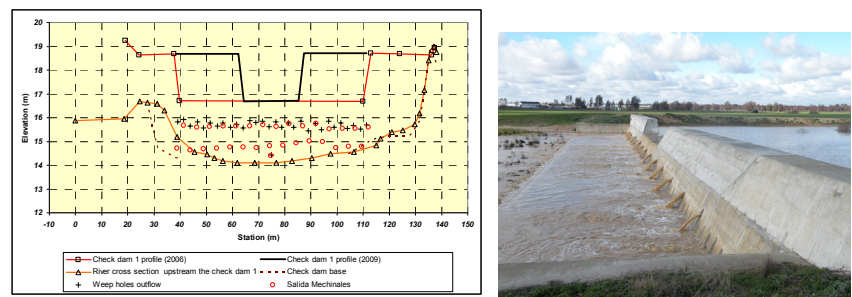 20
19
18
17
16
15
14
13
12
Elevation (m)
-10 0 10 20 30 40 50 60 70 80 90 100 110 120 130 140 150
Station (m)
Check dam 1 profile (2006) Check dam 1 profile (2009)
River cross section upstream the check dam 1 Check dam base
Weep holes outflow Salida Mechinales